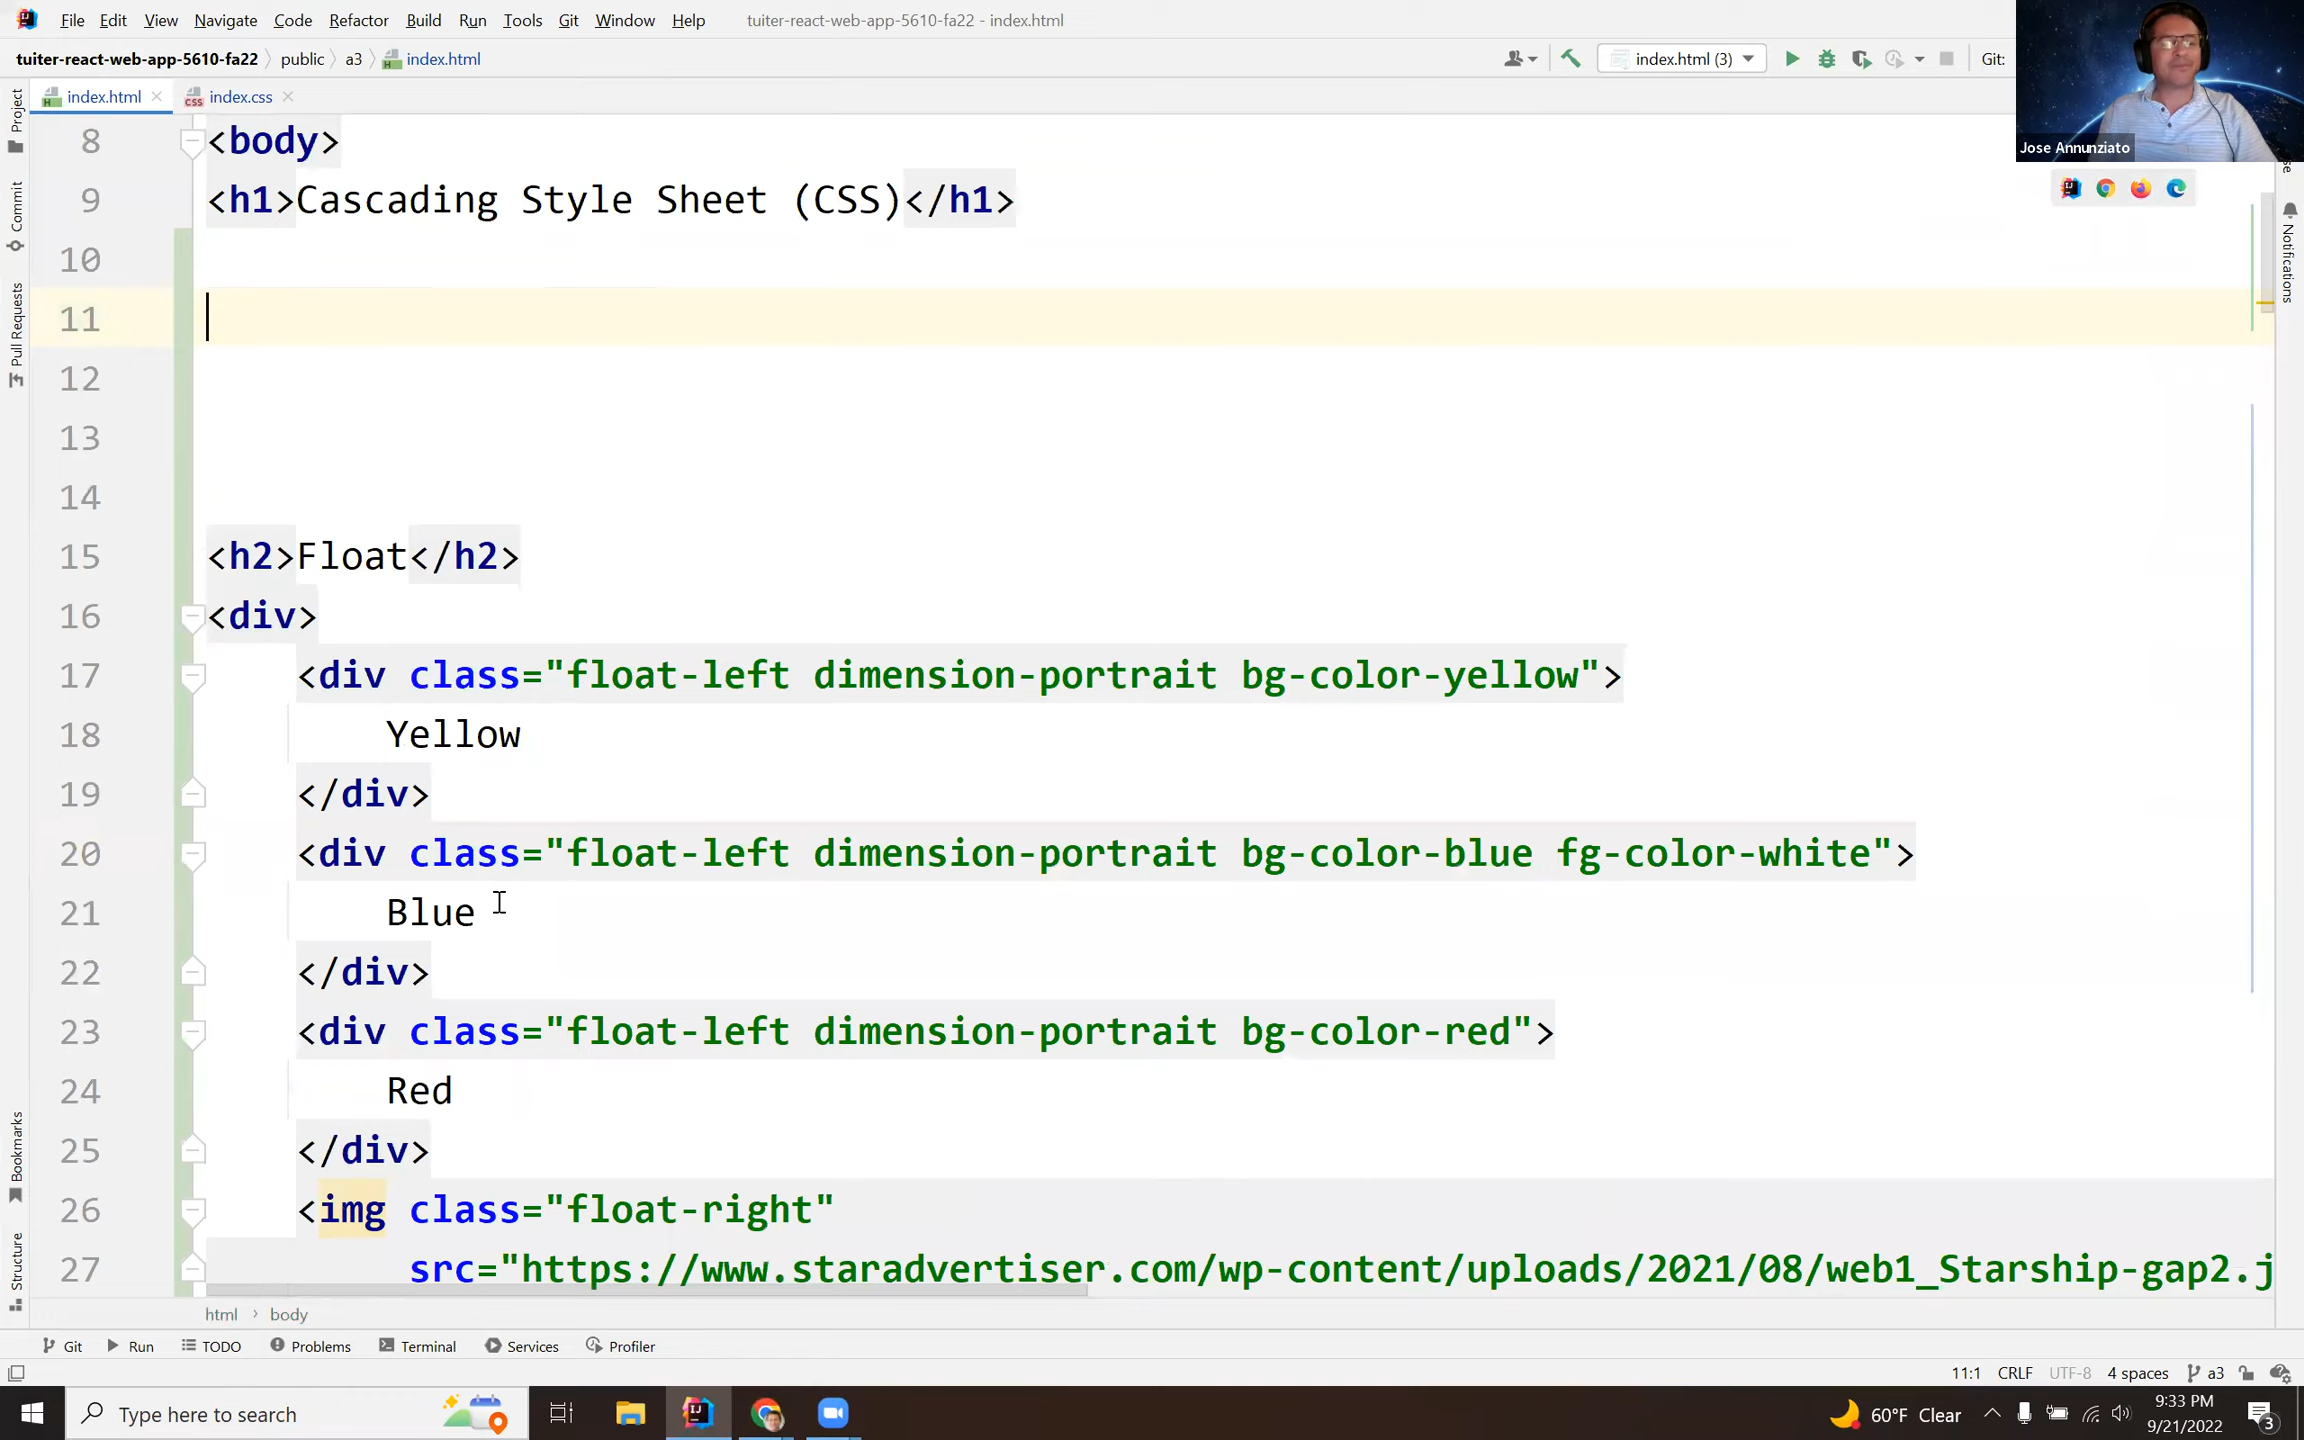 File Edit View Navigate Code Refactor Build Run Tools Git Window Help tuiter-react-web-app-5610-fa22 - index.html
tuiter-react-web-app-5610-fa22 public a3 index.html index.html (3) Git:
Jose Annunziato
index.html index.css
Project
Commit
Pull Requests
Bookmarks
Structure
Notifications
8 <body>
9 <h1>Cascading Style Sheet (CSS)</h1>
10
11
12
13
14
15 <h2>Float</h2>
16 <div>
17 <div class="float-left dimension-portrait bg-color-yellow">
18 Yellow
19 </div>
20 <div class="float-left dimension-portrait bg-color-blue fg-color-white">
21 Blue
22 </div>
23 <div class="float-left dimension-portrait bg-color-red">
24 Red
25 </div>
26 <img class="float-right"
27 src="https://www.staradvertiser.com/wp-content/uploads/2021/08/web1_Starship-gap2.j
html body
Git Run TODO Problems Terminal Services Profiler
11:1 CRLF UTF-8 4 spaces a3
Type here to search 60°F Clear 9:33 PM
9/21/2022 3